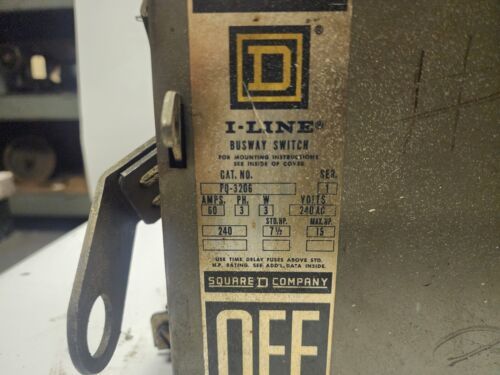 D
®
I-LINE®
BUSWAY SWITCH
FOR MOUNTING INSTRUCTIONS
SEE INSIDE OF COVER
CAT. NO. SER.
PQ-3206 1
AMPS. PH. W VOLTS
60 3 3 240 AC
STD. HP. MAX. HP.
240 7½ 15
USE TIME DELAY FUSES ABOVE STD.
H.P. RATING. SEE ADD'L. DATA INSIDE.
SQUARE D COMPANY
OFF